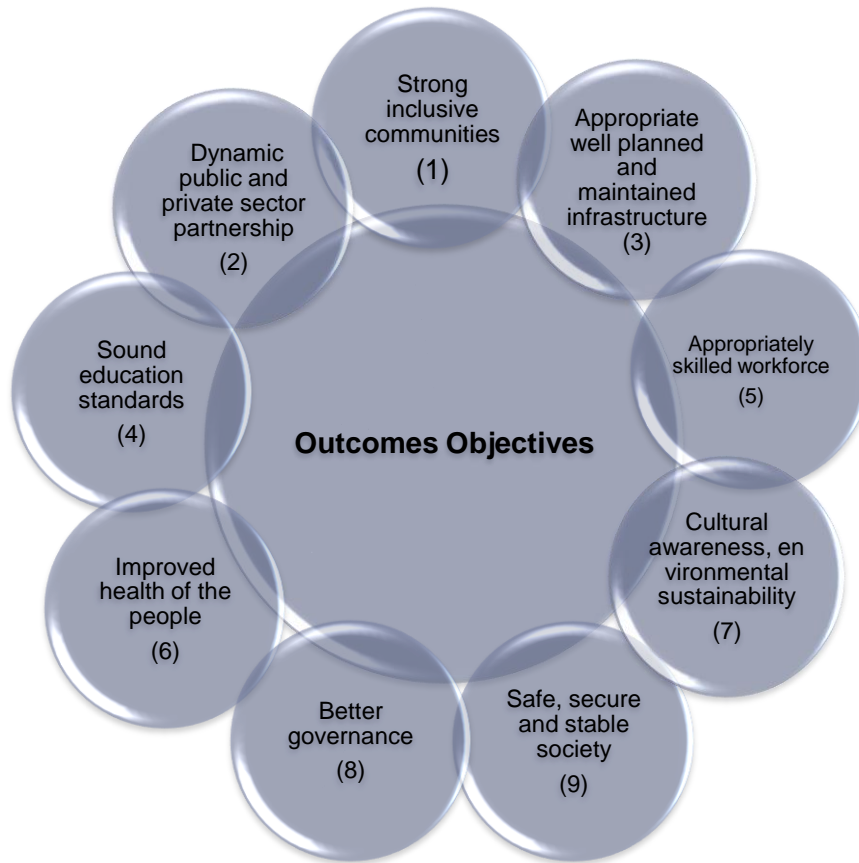 Strong
inclusive
communities
(1)
Appropriate
well planned
and
maintained
infrastructure
(3)
Appropriately
skilled workforce
(5)
Cultural
awareness, en
vironmental
sustainability
(7)
Safe, secure
and stable
society
(9)
Better
governance
(8)
Improved
health of the
people
(6)
Sound
education
standards
(4)
Dynamic
public and
private sector
partnership
(2)
Outcomes Objectives